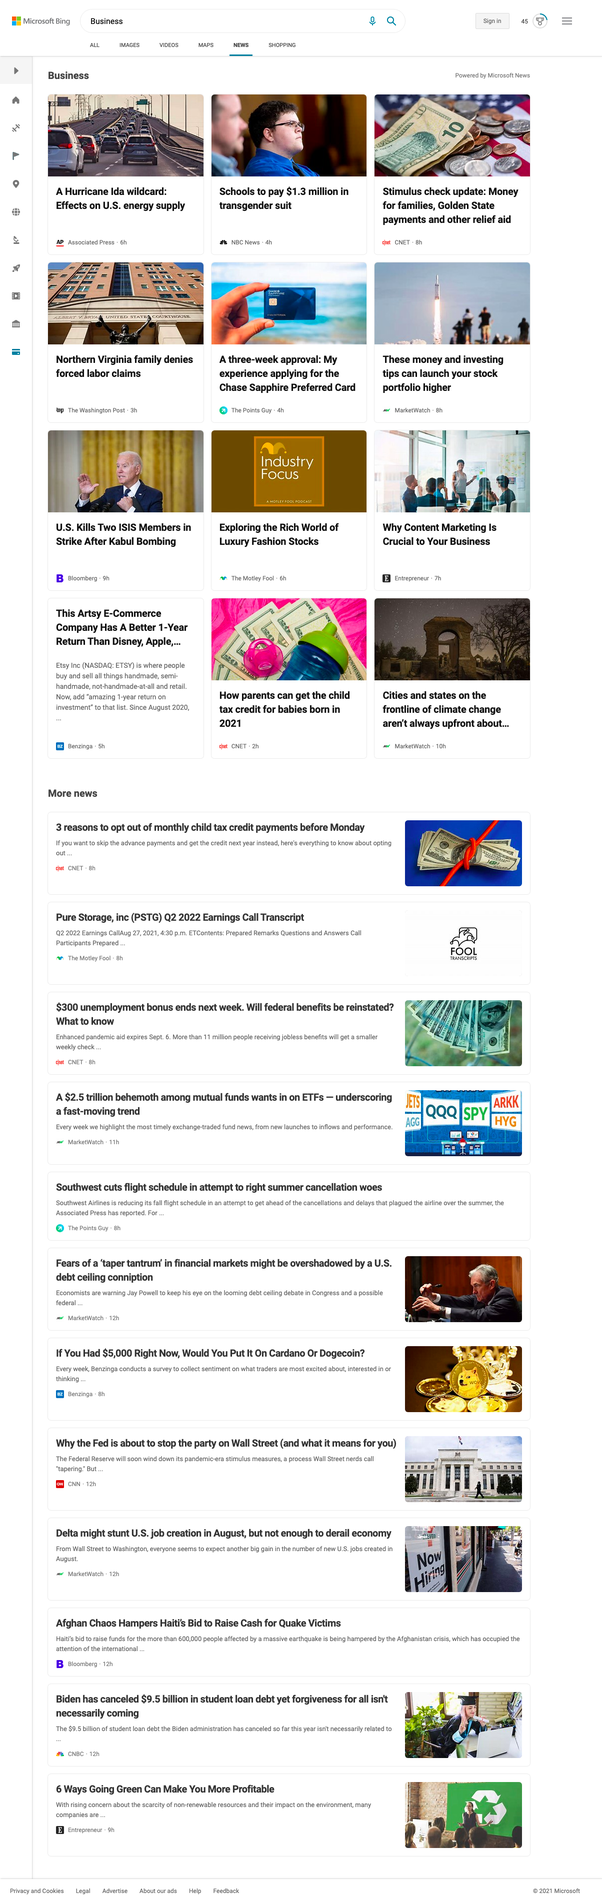 Microsoft Bing
Business
Sign in
45
ALL
IMAGES
VIDEOS
MAPS
NEWS
SHOPPING
Business
Powered by Microsoft News
A Hurricane Ida wildcard:
Effects on U.S. energy supply
AP Associated Press · 6h
Schools to pay $1.3 million in
transgender suit
NBC News · 4h
10
Stimulus check update: Money
for families, Golden State
payments and other relief aid
cnet CNET · 8h
ALBERT V. BRYAN UNITED STATES COURTHOUSE
Northern Virginia family denies
forced labor claims
wp The Washington Post · 3h
A three-week approval: My
experience applying for the
Chase Sapphire Preferred Card
The Points Guy · 4h
These money and investing
tips can launch your stock
portfolio higher
MarketWatch · 8h
U.S. Kills Two ISIS Members in
Strike After Kabul Bombing
B Bloomberg · 9h
Industry
Focus
A MOTLEY FOOL PODCAST
Exploring the Rich World of
Luxury Fashion Stocks
The Motley Fool · 6h
Why Content Marketing Is
Crucial to Your Business
E Entrepreneur · 7h
This Artsy E-Commerce
Company Has A Better 1-Year
Return Than Disney, Apple,...
Etsy Inc (NASDAQ: ETSY) is where people
buy and sell all things handmade, semi-
handmade, not-handmade-at-all and retail.
Now, add “amazing 1-year return on
investment” to that list. Since August 2020,
...
BZ Benzinga · 5h
How parents can get the child
tax credit for babies born in
2021
cnet CNET · 2h
Cities and states on the
frontline of climate change
aren’t always upfront about...
MarketWatch · 10h
More news
3 reasons to opt out of monthly child tax credit payments before Monday
If you want to skip the advance payments and get the credit next year instead, here's everything to know about opting
out ...
cnet CNET · 8h
Pure Storage, inc (PSTG) Q2 2022 Earnings Call Transcript
Q2 2022 Earnings CallAug 27, 2021, 4:30 p.m. ETContents: Prepared Remarks Questions and Answers Call
Participants Prepared ...
The Motley Fool · 8h
FOOL
TRANSCRIPTS
$300 unemployment bonus ends next week. Will federal benefits be reinstated?
What to know
Enhanced pandemic aid expires Sept. 6. More than 11 million people receiving jobless benefits will get a smaller
weekly check ...
cnet CNET · 8h
A $2.5 trillion behemoth among mutual funds wants in on ETFs — underscoring
a fast-moving trend
Every week we highlight the most timely exchange-traded fund news, from new launches to inflows and performance.
MarketWatch · 11h
JETS
AGG
QQQ
SPY
ARKK
HYG
Southwest cuts flight schedule in attempt to right summer cancellation woes
Southwest Airlines is reducing its fall flight schedule in an attempt to get ahead of the cancellations and delays that plagued the airline over the summer, the
Associated Press has reported. For ...
The Points Guy · 8h
Fears of a ‘taper tantrum’ in financial markets might be overshadowed by a U.S.
debt ceiling conniption
Economists are warning Jay Powell to keep his eye on the looming debt ceiling debate in Congress and a possible
federal ...
MarketWatch · 12h
If You Had $5,000 Right Now, Would You Put It On Cardano Or Dogecoin?
Every week, Benzinga conducts a survey to collect sentiment on what traders are most excited about, interested in or
thinking ...
BZ Benzinga · 8h
Why the Fed is about to stop the party on Wall Street (and what it means for you)
The Federal Reserve will soon wind down its pandemic-era stimulus measures, a process Wall Street nerds call
"tapering." But ...
CNN CNN · 12h
Delta might stunt U.S. job creation in August, but not enough to derail economy
From Wall Street to Washington, everyone seems to expect another big gain in the number of new U.S. jobs created in
August.
MarketWatch · 12h
Now
Hiring
Afghan Chaos Hampers Haiti’s Bid to Raise Cash for Quake Victims
Haiti’s bid to raise funds for the more than 600,000 people affected by a massive earthquake is being hampered by the Afghanistan crisis, which has occupied the
attention of the international ...
B Bloomberg · 12h
Biden has canceled $9.5 billion in student loan debt yet forgiveness for all isn't
necessarily coming
The $9.5 billion of student loan debt the Biden administration has canceled so far this year isn't necessarily related to
...
CNBC · 12h
6 Ways Going Green Can Make You More Profitable
With rising concern about the scarcity of non-renewable resources and their impact on the environment, many
companies are ...
E Entrepreneur · 9h
Privacy and Cookies
Legal
Advertise
About our ads
Help
Feedback
© 2021 Microsoft